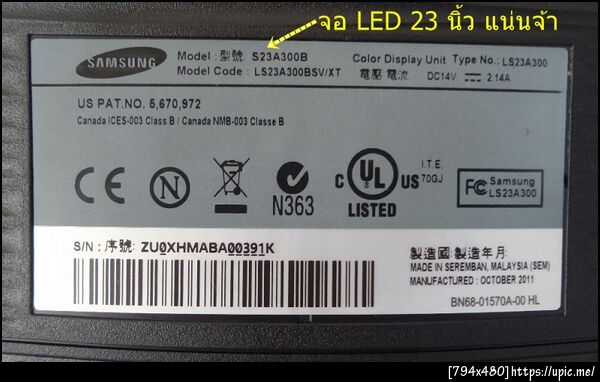 จอ LED 23 นิ้ว แน่นจ้า
SAMSUNG
Model : 型號: S23A300B
Model Code : LS23A300BSV/XT
Color Display Unit Type No.: LS23A300
電壓 電流 DC14V ⎓ 2.14A
US PAT.NO. 5,670,972
Canada ICES-003 Class B / Canada NMB-003 Classe B
CE
N
N363
C UL US
LISTED
I.T.E.
70GJ
FC Samsung
LS23A300
S/N : 序號: ZU0XHMABA00391K
製造國 製造年月:
MADE IN SEREMBAN, MALAYSIA (SEM)
MANUFACTURED : OCTOBER 2011
BN68-01570A-00 HL
[794x480]https://upic.me/